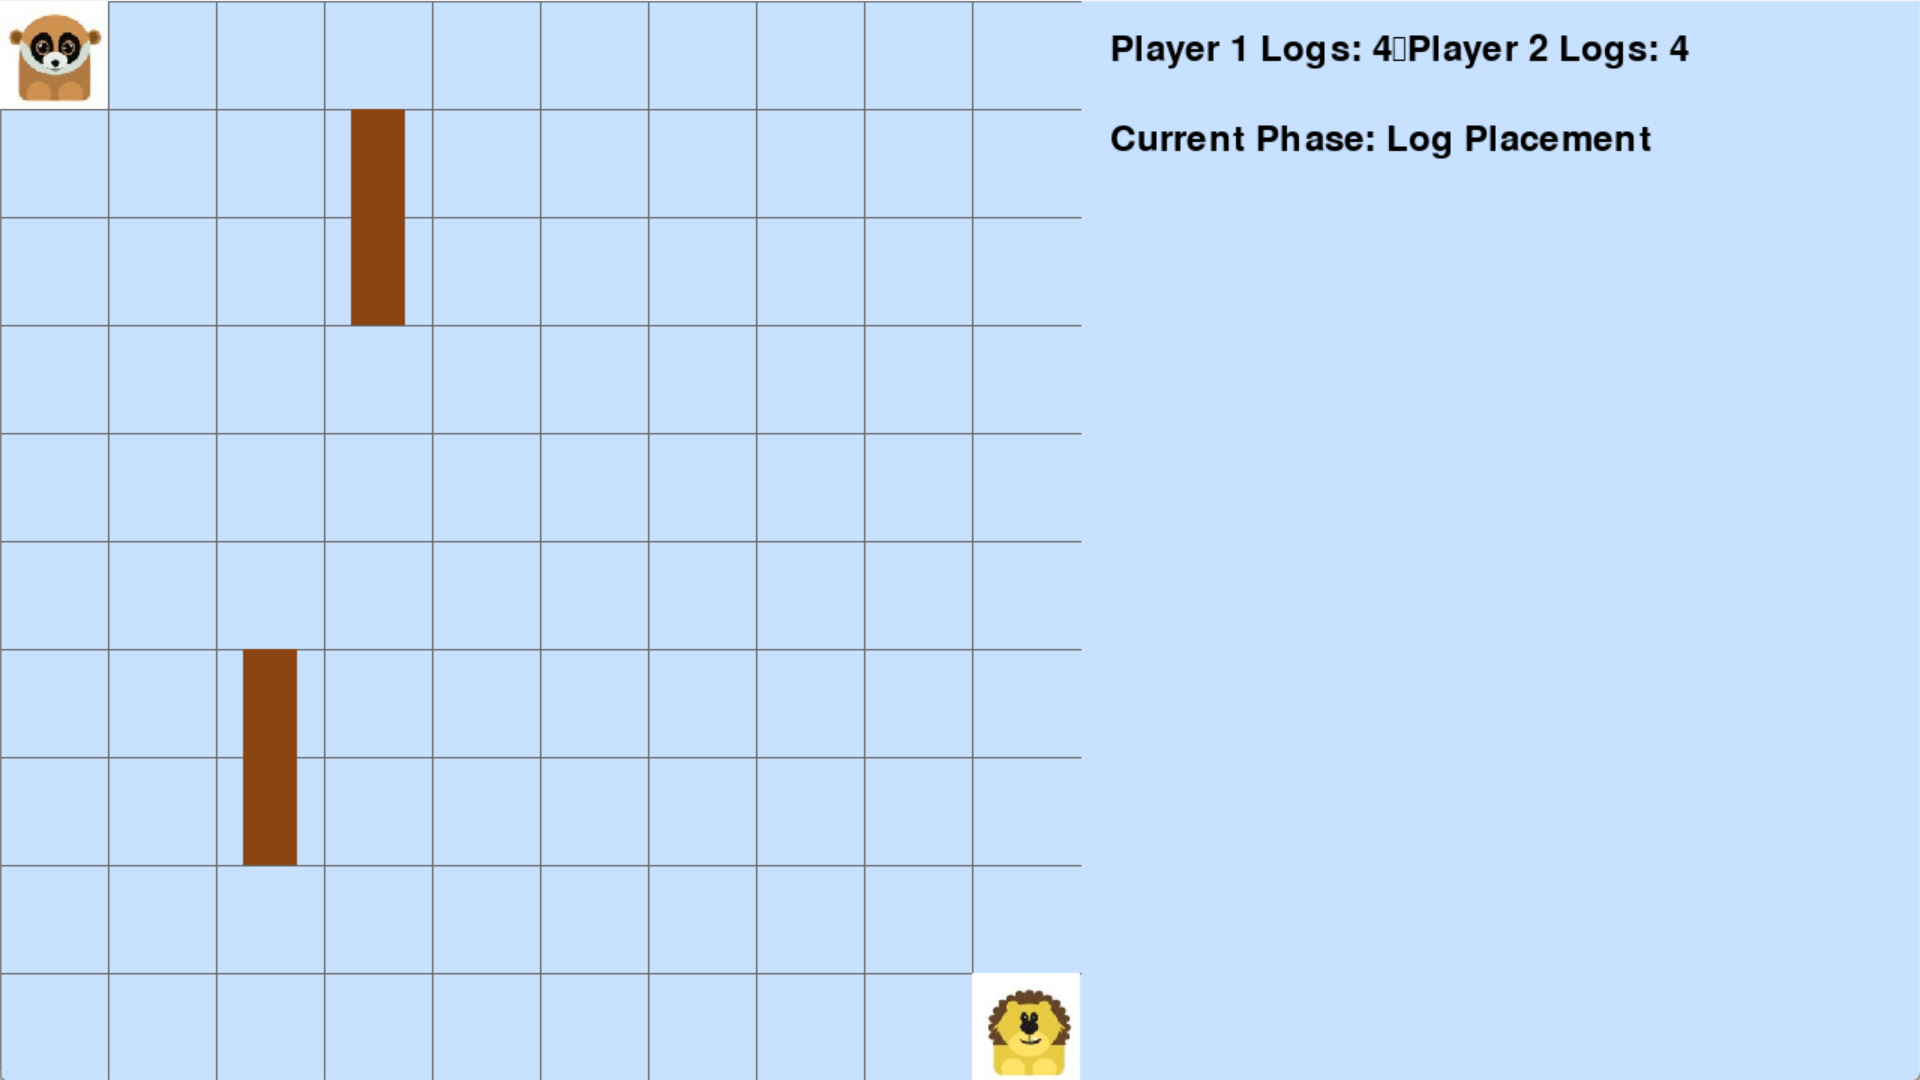 Player 1 Logs: 4▯Player 2 Logs: 4
Current Phase: Log Placement